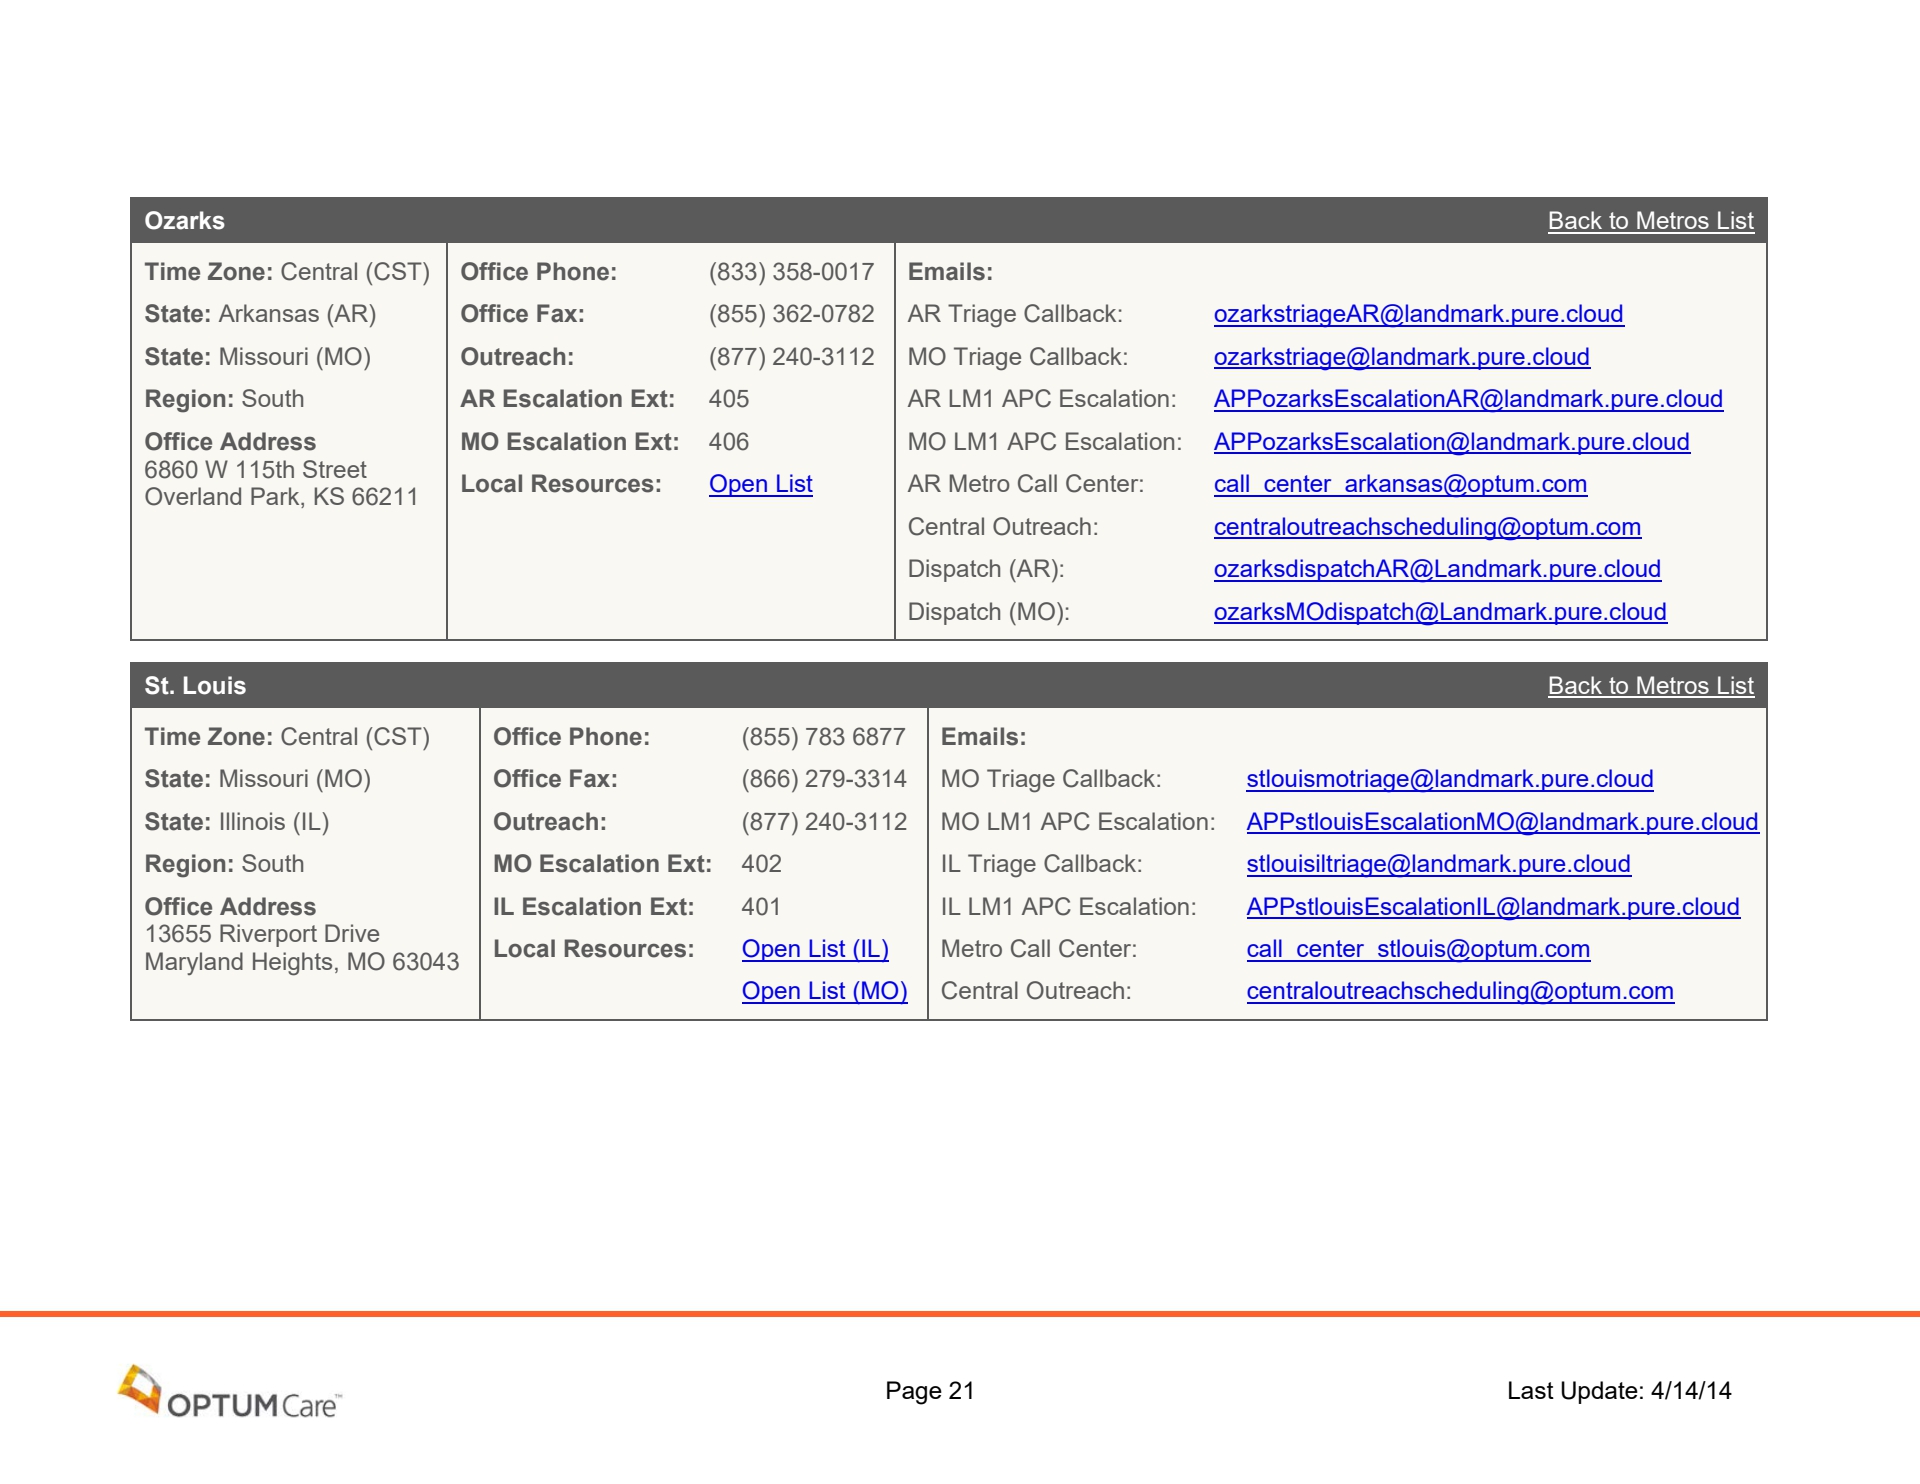 Ozarks
Back to Metros List
Time Zone: Central (CST)
State: Arkansas (AR)
State: Missouri (MO)
Region: South
Office Address
6860 W 115th Street
Overland Park, KS 66211
Office Phone: (833) 358-0017
Office Fax: (855) 362-0782
Outreach: (877) 240-3112
AR Escalation Ext: 405
MO Escalation Ext: 406
Local Resources: Open List
Emails:
AR Triage Callback: ozarkstriageAR@landmark.pure.cloud
MO Triage Callback: ozarkstriage@landmark.pure.cloud
AR LM1 APC Escalation: APPozarksEscalationAR@landmark.pure.cloud
MO LM1 APC Escalation: APPozarksEscalation@landmark.pure.cloud
AR Metro Call Center: call_center_arkansas@optum.com
Central Outreach: centraloutreachscheduling@optum.com
Dispatch (AR): ozarksdispatchAR@Landmark.pure.cloud
Dispatch (MO): ozarksMOdispatch@Landmark.pure.cloud
St. Louis
Back to Metros List
Time Zone: Central (CST)
State: Missouri (MO)
State: Illinois (IL)
Region: South
Office Address
13655 Riverport Drive
Maryland Heights, MO 63043
Office Phone: (855) 783 6877
Office Fax: (866) 279-3314
Outreach: (877) 240-3112
MO Escalation Ext: 402
IL Escalation Ext: 401
Local Resources: Open List (IL)
Open List (MO)
Emails:
MO Triage Callback: stlouismotriage@landmark.pure.cloud
MO LM1 APC Escalation: APPstlouisEscalationMO@landmark.pure.cloud
IL Triage Callback: stlouisiltriage@landmark.pure.cloud
IL LM1 APC Escalation: APPstlouisEscalationIL@landmark.pure.cloud
Metro Call Center: call_center_stlouis@optum.com
Central Outreach: centraloutreachscheduling@optum.com
OPTUM Care™
Page 21
Last Update: 4/14/14